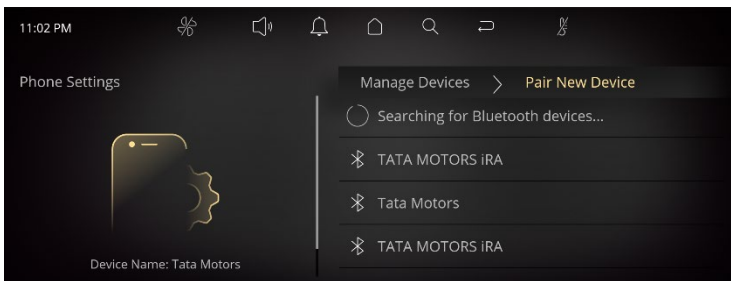 11:02 PM
Phone Settings
Manage Devices > Pair New Device
Searching for Bluetooth devices...
TATA MOTORS iRA
Tata Motors
TATA MOTORS iRA
Device Name: Tata Motors